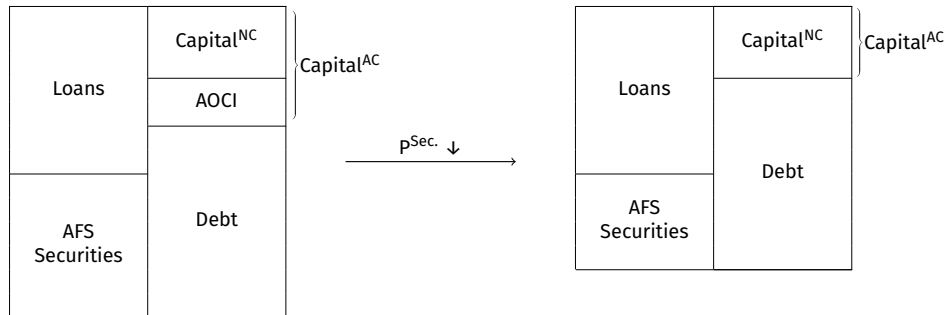 Capital^NC
Loans
Capital^AC
AOCI
AFS
Securities
Debt
P^Sec. ↓
Capital^NC
Capital^AC
Loans
Debt
AFS
Securities